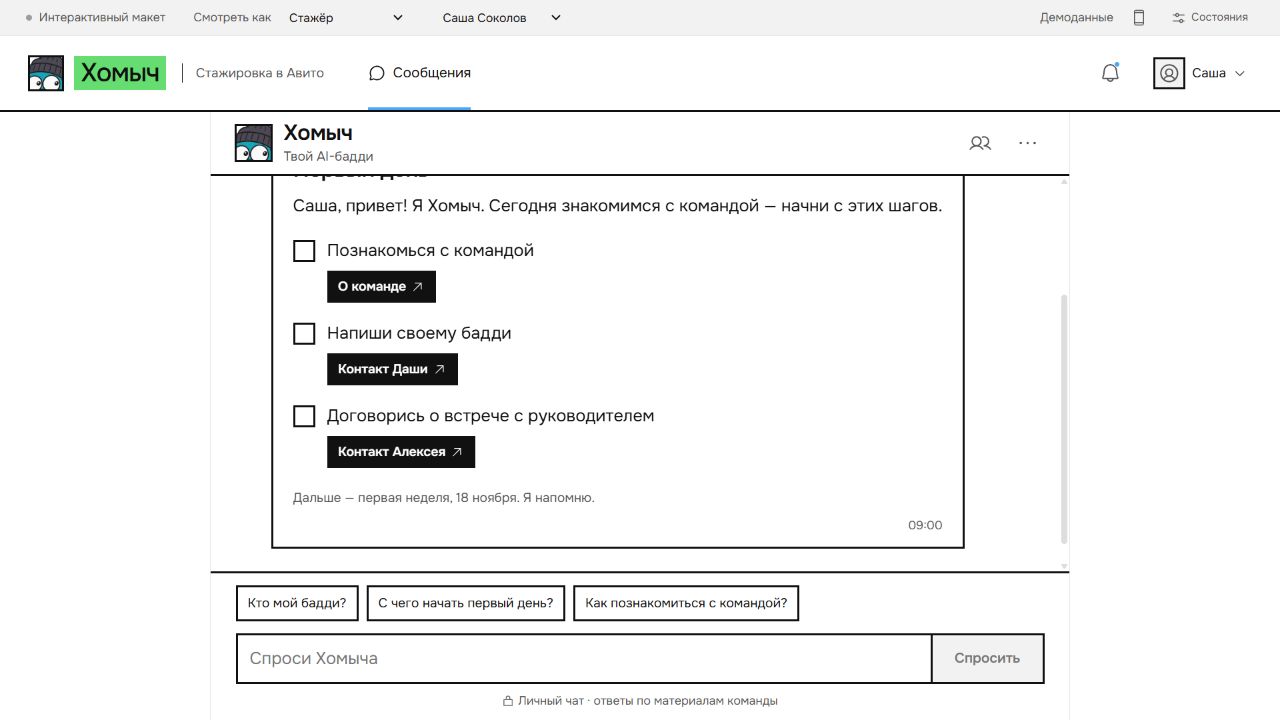 Интерактивный макет Смотреть как Стажёр Саша Соколов Демоданные Состояния
Хомыч Стажировка в Авито Сообщения Саша
Хомыч
Твой AI-бадди
Первый день
Саша, привет! Я Хомыч. Сегодня знакомимся с командой — начни с этих шагов.
Познакомься с командой
О команде
Напиши своему бадди
Контакт Даши
Договорись о встрече с руководителем
Контакт Алексея
Дальше — первая неделя, 18 ноября. Я напомню.
09:00
Кто мой бадди? С чего начать первый день? Как познакомиться с командой?
Спроси Хомыча Спросить
Личный чат · ответы по материалам команды